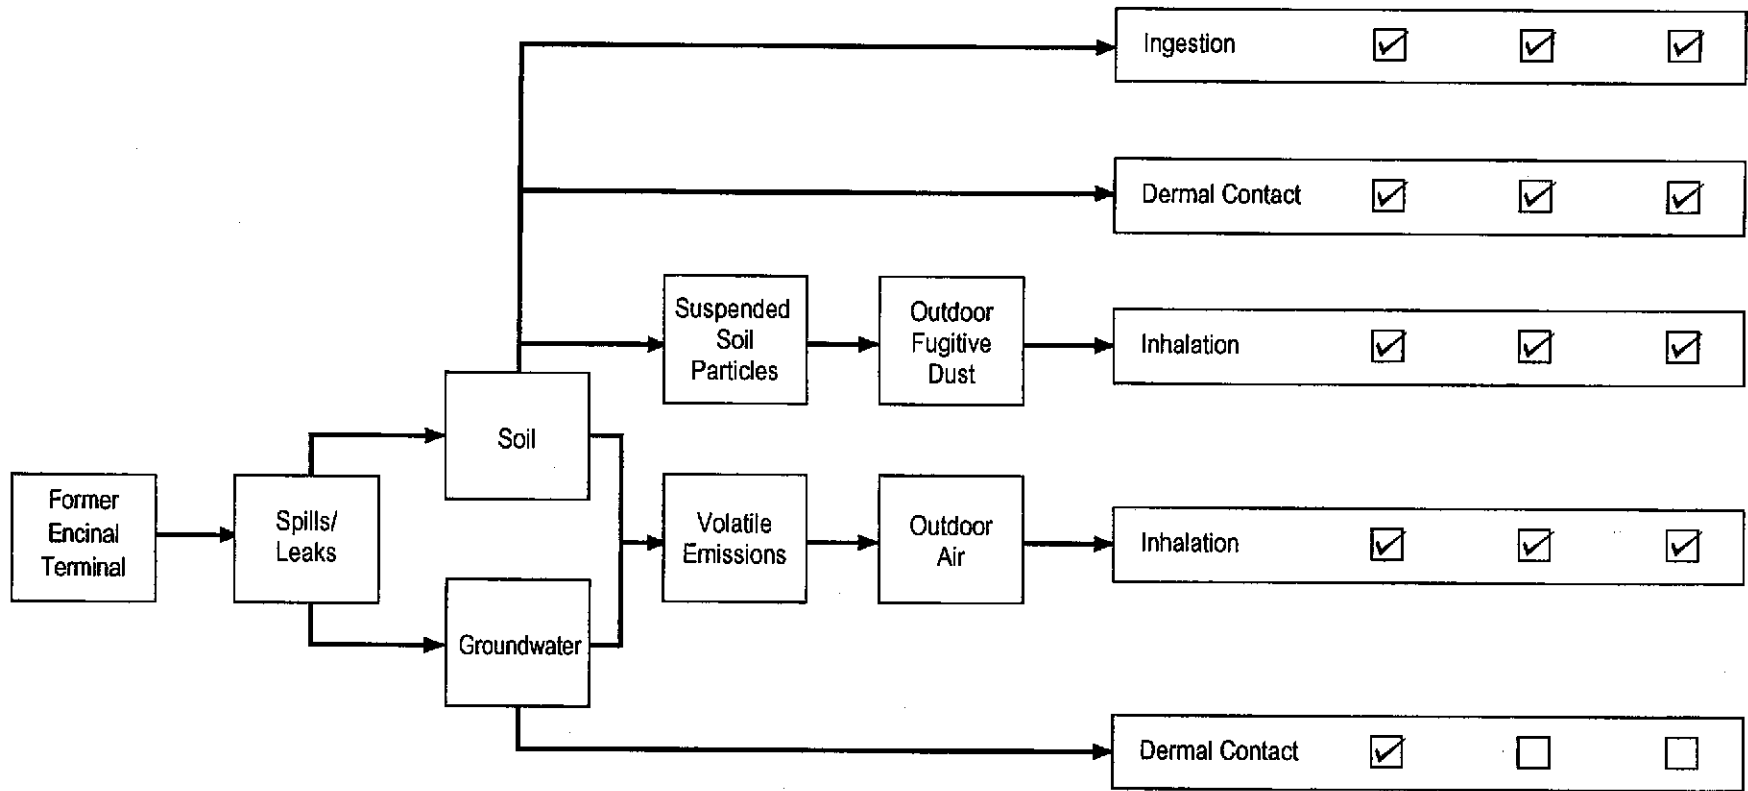 Ingestion
Dermal Contact
Suspended
Soil
Particles
Outdoor
Fugitive
Dust
Inhalation
Soil
Former
Encinal
Terminal
Spills/
Leaks
Volatile
Emissions
Outdoor
Air
Inhalation
Groundwater
Dermal Contact